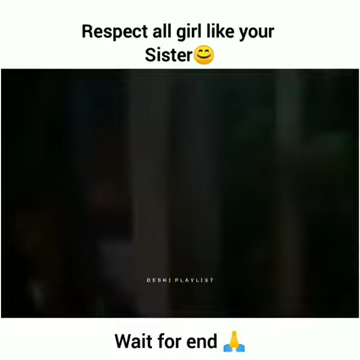 Respect all girl like your
Sister😊
DESHI PLAYLIST
Wait for end 🙏